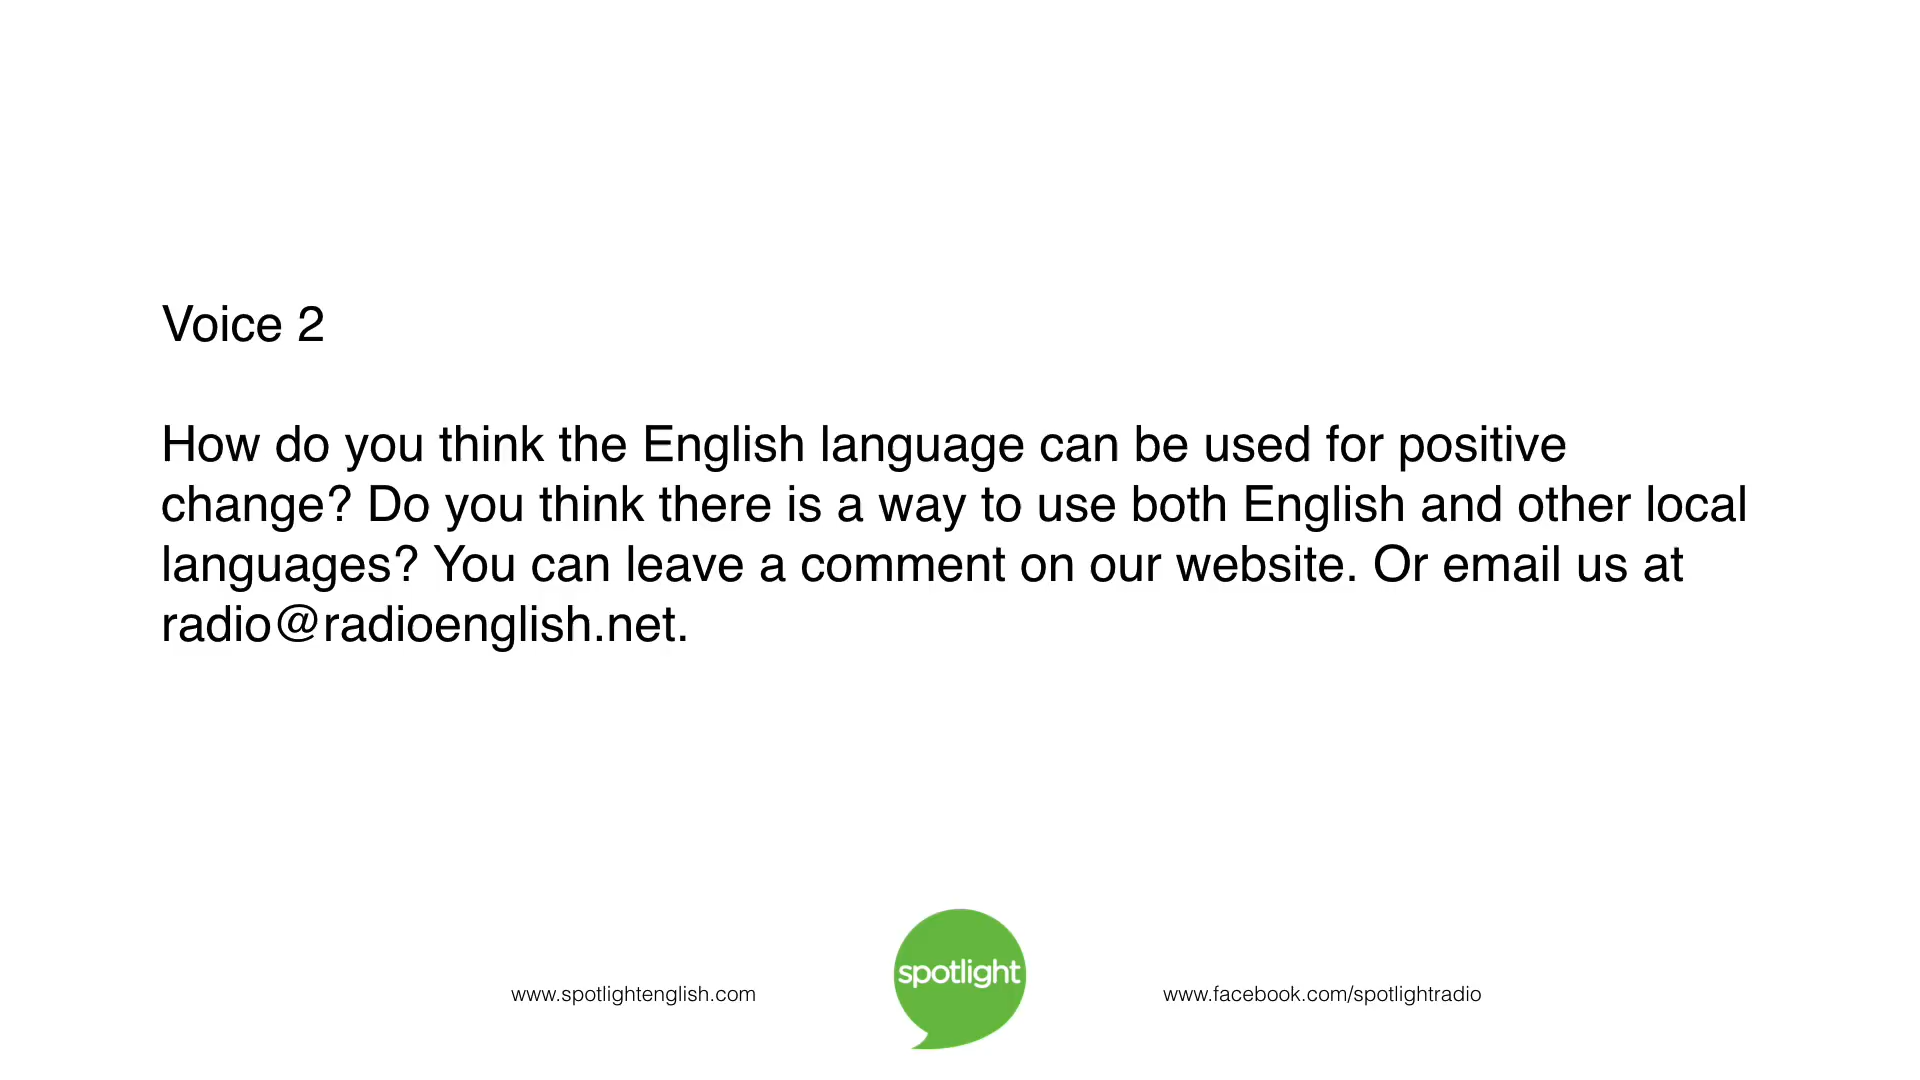 Voice 2
How do you think the English language can be used for positive
change? Do you think there is a way to use both English and other local
languages? You can leave a comment on our website. Or email us at
radio@radioenglish.net.
spotlight
www.spotlightenglish.com
www.facebook.com/spotlightradio